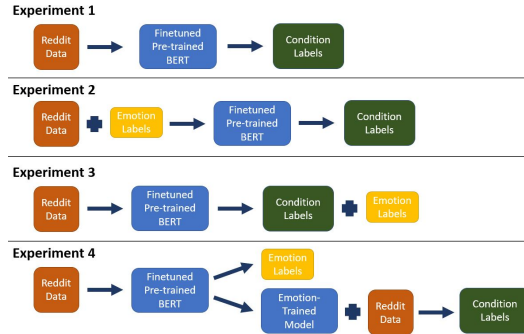 Experiment 1
Reddit
Data
Finetuned
Pre-trained
BERT
Condition
Labels
Experiment 2
Reddit
Data
Emotion
Labels
Finetuned
Pre-trained
BERT
Condition
Labels
Experiment 3
Reddit
Data
Finetuned
Pre-trained
BERT
Condition
Labels
Emotion
Labels
Experiment 4
Reddit
Data
Finetuned
Pre-trained
BERT
Emotion
Labels
Emotion-
Trained
Model
Reddit
Data
Condition
Labels